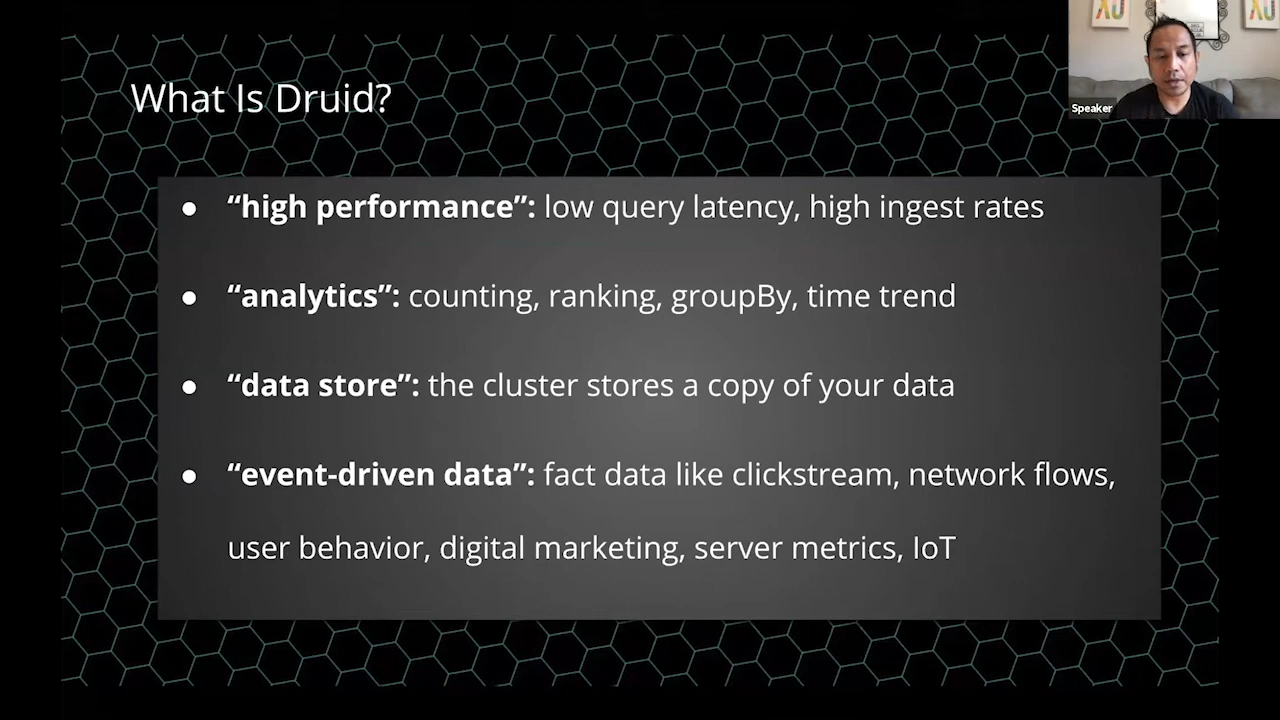 What Is Druid?
Speaker
● “high performance”: low query latency, high ingest rates
● “analytics”: counting, ranking, groupBy, time trend
● “data store”: the cluster stores a copy of your data
● “event-driven data”: fact data like clickstream, network flows,
user behavior, digital marketing, server metrics, IoT